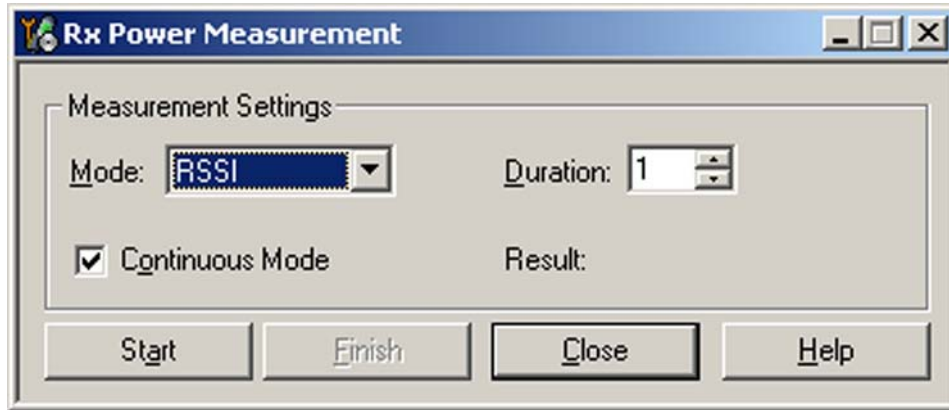 Rx Power Measurement
Measurement Settings
Mode: RSSI Duration: 1
Continuous Mode Result:
Start Finish Close Help